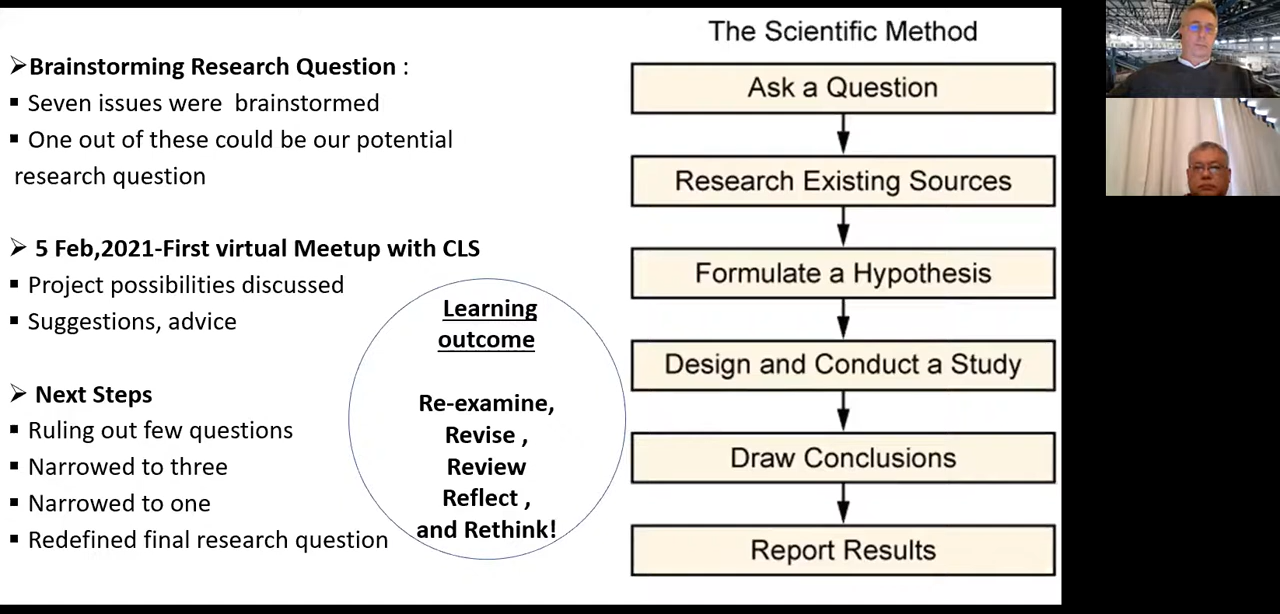 ➢Brainstorming Research Question :
▪ Seven issues were brainstormed
▪ One out of these could be our potential
research question
➢ 5 Feb,2021-First virtual Meetup with CLS
▪ Project possibilities discussed
▪ Suggestions, advice
➢ Next Steps
▪ Ruling out few questions
▪ Narrowed to three
▪ Narrowed to one
▪ Redefined final research question
Learning
outcome
Re-examine,
Revise ,
Review
Reflect ,
and Rethink!
The Scientific Method
Ask a Question
Research Existing Sources
Formulate a Hypothesis
Design and Conduct a Study
Draw Conclusions
Report Results